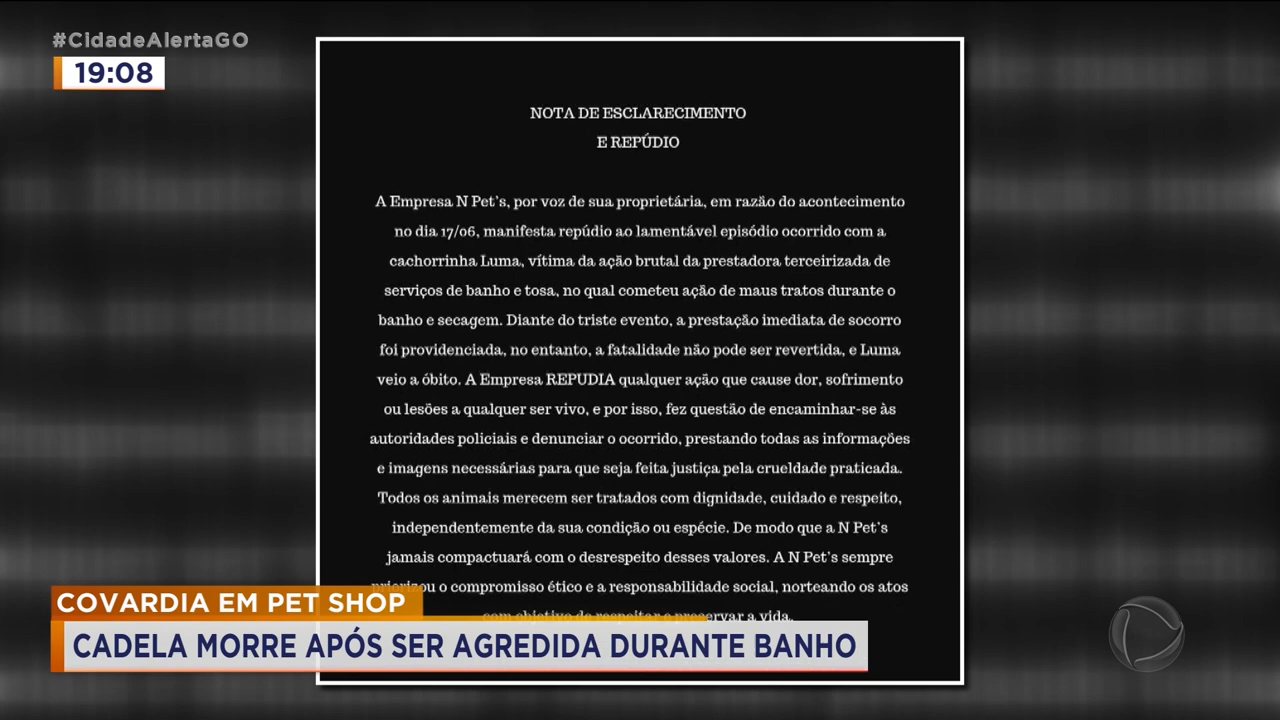 #CidadeAlertaGO
19:08
NOTA DE ESCLARECIMENTO
E REPÚDIO
A Empresa N Pet's, por voz de sua proprietária, em razão do acontecimento
no dia 17/06, manifesta repúdio ao lamentável episódio ocorrido com a
cachorrinha Luma, vítima da ação brutal da prestadora terceirizada de
serviços de banho e tosa, no qual cometeu ação de maus tratos durante o
banho e secagem. Diante do triste evento, a prestação imediata de socorro
foi providenciada, no entanto, a fatalidade não pode ser revertida, e Luma
veio a óbito. A Empresa REPUDIA qualquer ação que cause dor, sofrimento
ou lesões a qualquer ser vivo, e por isso, fez questão de encaminhar-se às
autoridades policiais e denunciar o ocorrido, prestando todas as informações
e imagens necessárias para que seja feita justiça pela crueldade praticada.
Todos os animais merecem ser tratados com dignidade, cuidado e respeito,
independentemente da sua condição ou espécie. De modo que a N Pet's
jamais compactuará com o desrespeito desses valores. A N Pet's sempre
priorizou o compromisso ético e a responsabilidade social, norteando os atos
com objetivo de respeitar e preservar a vida.
COVARDIA EM PET SHOP
CADELA MORRE APÓS SER AGREDIDA DURANTE BANHO